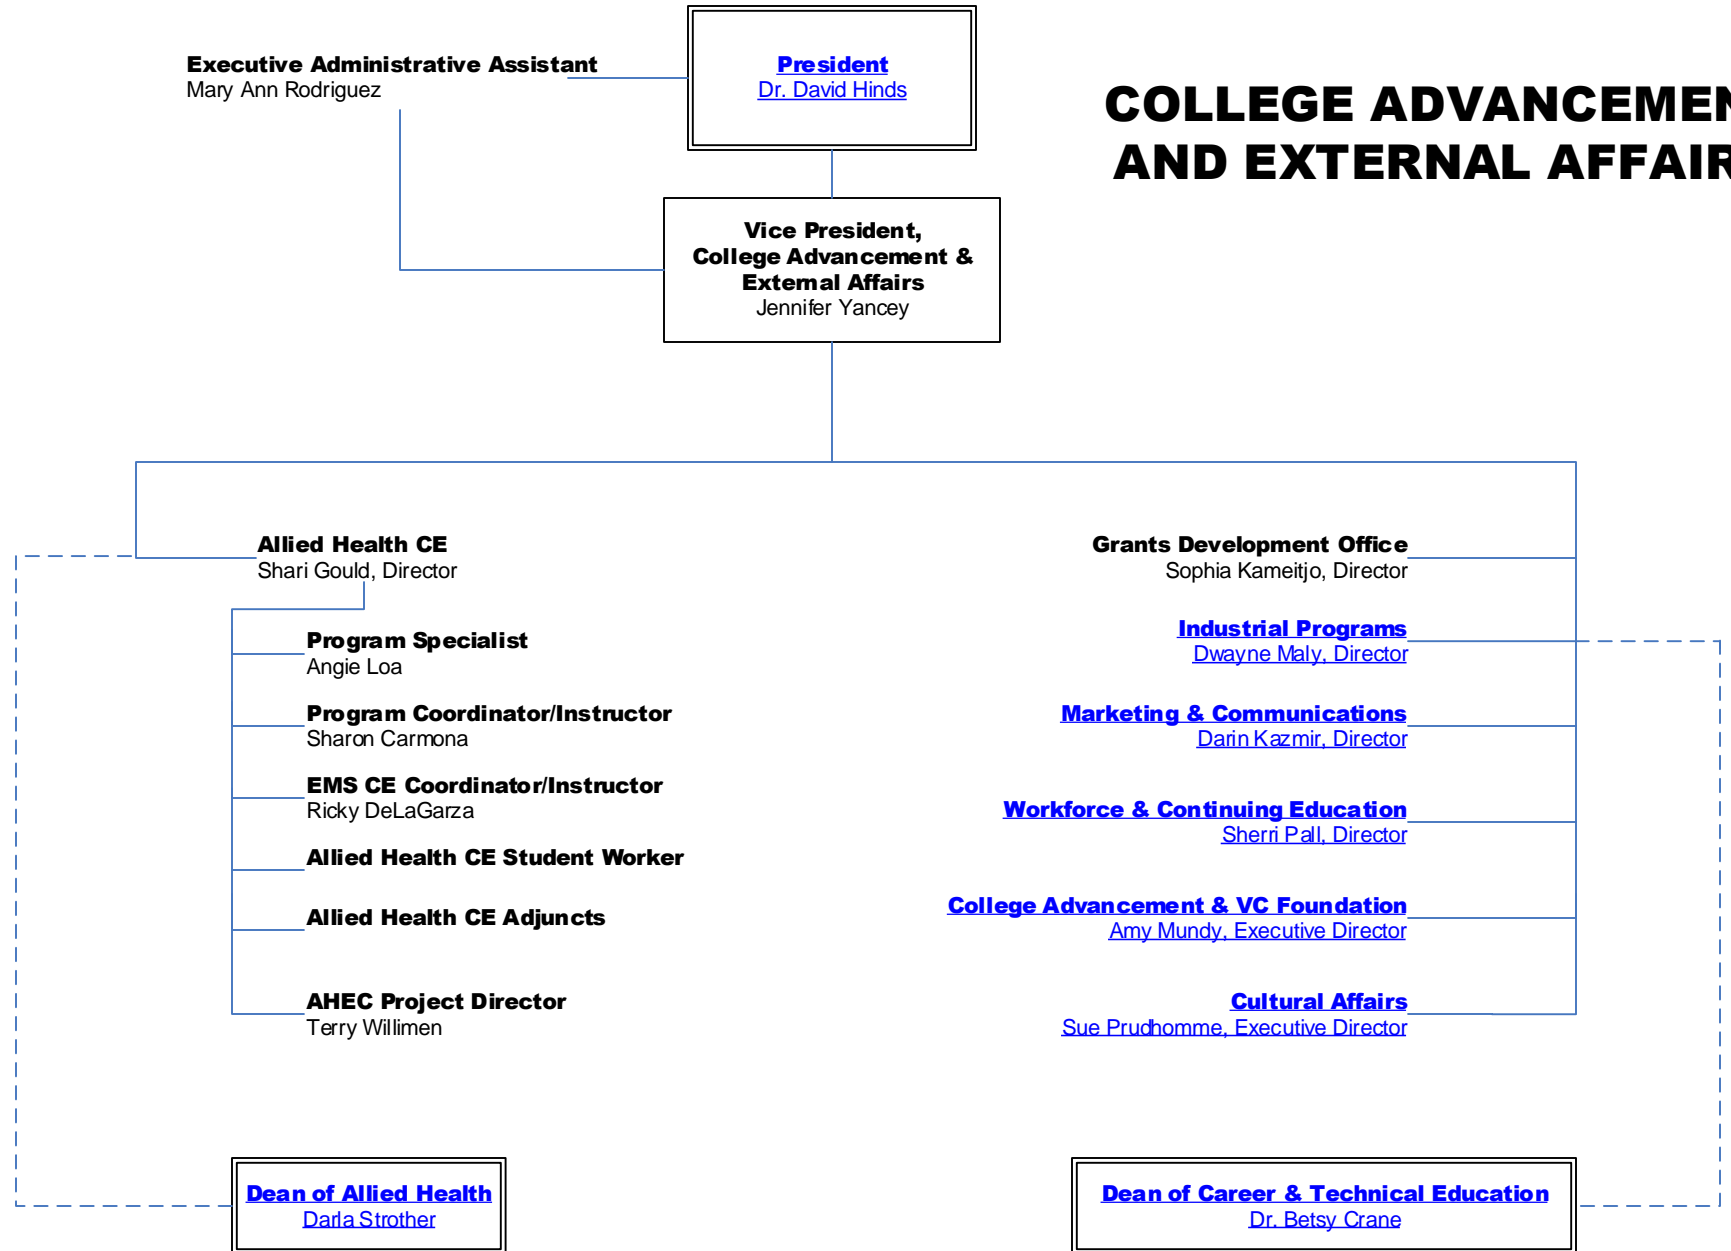 Executive Administrative Assistant
Mary Ann Rodriguez
President
Dr. David Hinds
COLLEGE ADVANCEMEN
AND EXTERNAL AFFAIR
Vice President,
College Advancement &
External Affairs
Jennifer Yancey
Allied Health CE
Shari Gould, Director
Program Specialist
Angie Loa
Program Coordinator/Instructor
Sharon Carmona
EMS CE Coordinator/Instructor
Ricky DeLaGarza
Allied Health CE Student Worker
Allied Health CE Adjuncts
AHEC Project Director
Terry Willimen
Grants Development Office
Sophia Kameitjo, Director
Industrial Programs
Dwayne Maly, Director
Marketing & Communications
Darin Kazmir, Director
Workforce & Continuing Education
Sherri Pall, Director
College Advancement & VC Foundation
Amy Mundy, Executive Director
Cultural Affairs
Sue Prudhomme, Executive Director
Dean of Allied Health
Darla Strother
Dean of Career & Technical Education
Dr. Betsy Crane